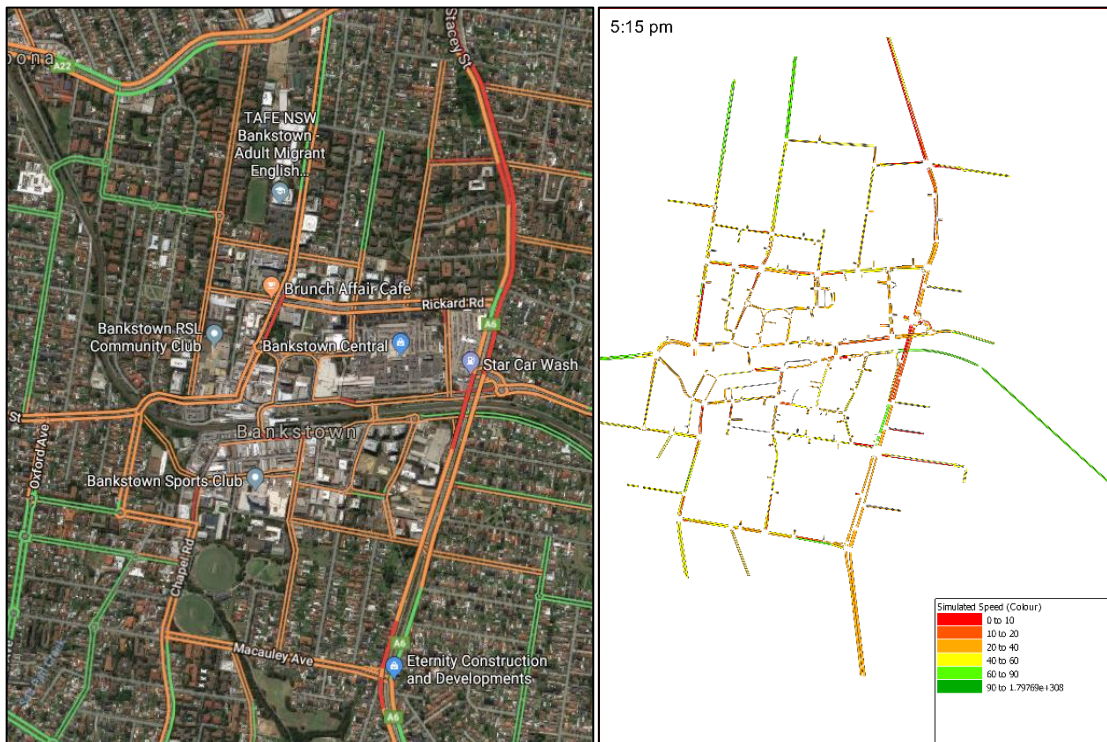 oona
A22
Stacey St
TAFE NSW
Bankstown -
Adult Migrant
English...
Brunch Affair Cafe
Rickard Rd
Bankstown RSL
Community Club
Bankstown Central
A6
Star Car Wash
St
Oxford Ave
Bankstown
Bankstown Sports Club
Chapel Rd
Macauley Ave
A6
Eternity Construction
and Developments
A6
5:15 pm
Simulated Speed (Colour)
0 to 10
10 to 20
20 to 40
40 to 60
60 to 90
90 to 1.79769e+308